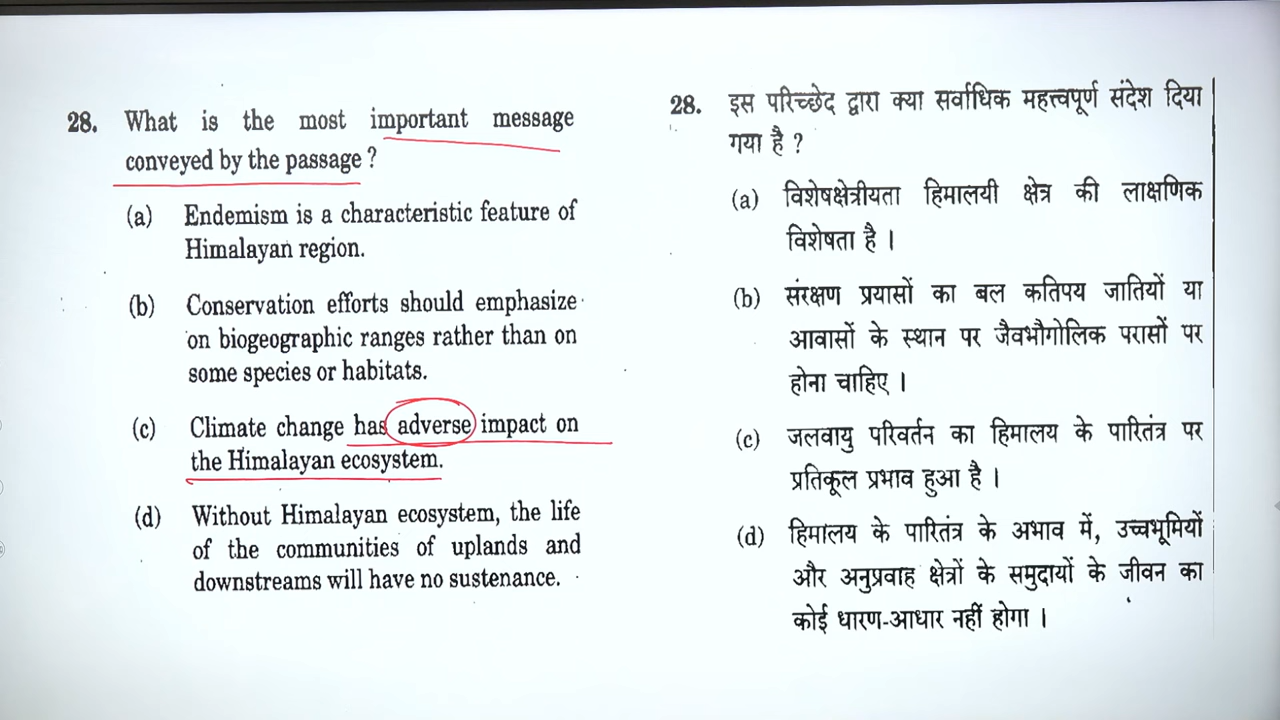 28. What is the most important message
conveyed by the passage ?
(a) Endemism is a characteristic feature of
Himalayan region.
(b) Conservation efforts should emphasize
on biogeographic ranges rather than on
some species or habitats.
(c) Climate change has adverse impact on
the Himalayan ecosystem.
(d) Without Himalayan ecosystem, the life
of the communities of uplands and
downstreams will have no sustenance.
28. इस परिच्छेद द्वारा क्या सर्वाधिक महत्त्वपूर्ण संदेश दिया
गया है ?
(a) विशेषक्षेत्रीयता हिमालयी क्षेत्र की लाक्षणिक
विशेषता है ।
(b) संरक्षण प्रयासों का बल कतिपय जातियों या
आवासों के स्थान पर जैवभौगोलिक परासों पर
होना चाहिए ।
(c) जलवायु परिवर्तन का हिमालय के पारितंत्र पर
प्रतिकूल प्रभाव हुआ है ।
(d) हिमालय के पारितंत्र के अभाव में, उच्चभूमियों
और अनुप्रवाह क्षेत्रों के समुदायों के जीवन का
कोई धारण-आधार नहीं होगा ।